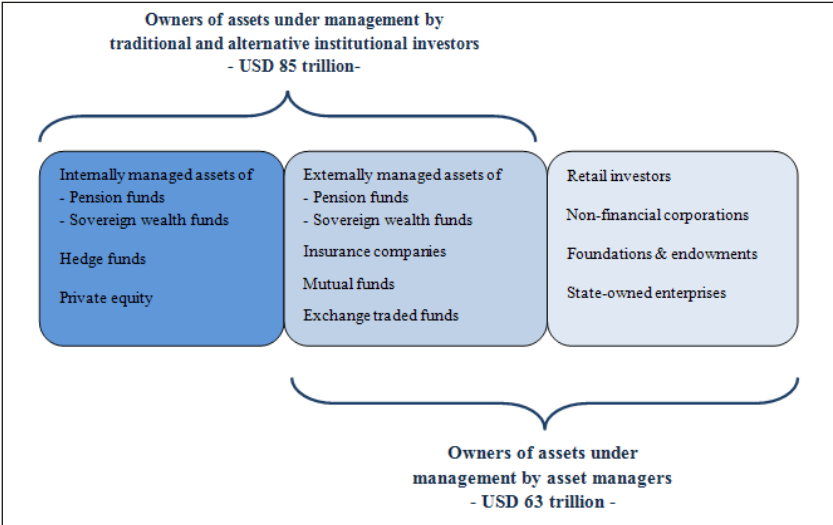 Owners of assets under management by
traditional and alternative institutional investors
- USD 85 trillion-
Internally managed assets of
- Pension funds
- Sovereign wealth funds
Hedge funds
Private equity
Externally managed assets of
- Pension funds
- Sovereign wealth funds
Insurance companies
Mutual funds
Exchange traded funds
Retail investors
Non-financial corporations
Foundations & endowments
State-owned enterprises
Owners of assets under
management by asset managers
- USD 63 trillion -